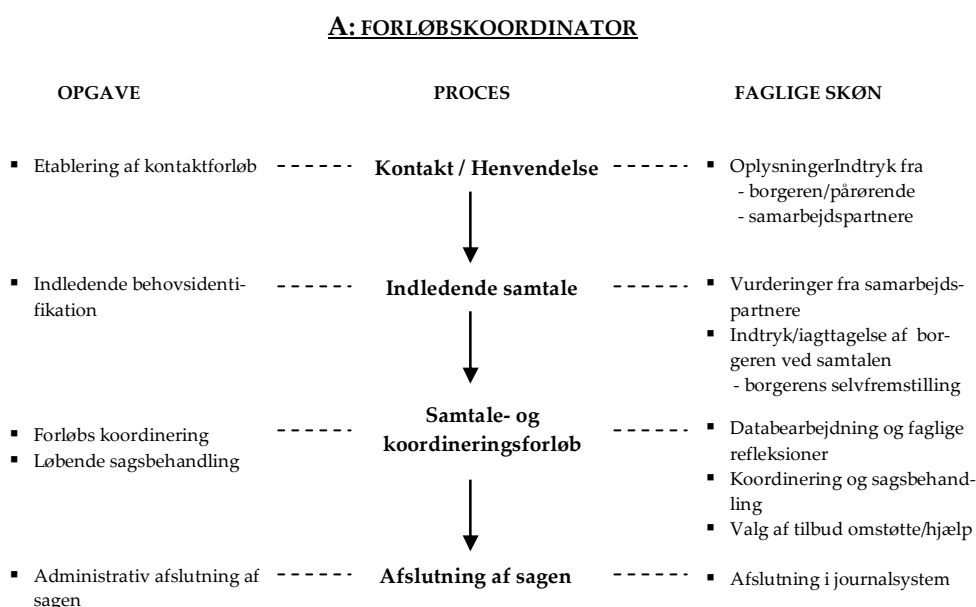 A: FORLØBSKOORDINATOR
OPGAVE PROCES FAGLIGE SKØN
▪ Etablering af kontaktforløb
Kontakt / Henvendelse
▪ OplysningerIndtryk fra
- borgeren/pårørende
- samarbejdspartnere
▪ Indledende behovsidenti-
fikation
Indledende samtale
▪ Vurderinger fra samarbejds-
partnere
▪ Indtryk/iagttagelse af bor-
geren ved samtalen
- borgerens selvfremstilling
▪ Forløbs koordinering
▪ Løbende sagsbehandling
Samtale- og
koordineringsforløb
▪ Databearbejdning og faglige
refleksioner
▪ Koordinering og sagsbehand-
ling
▪ Valg af tilbud omstøtte/hjælp
▪ Administrativ afslutning af
sagen
Afslutning af sagen
▪ Afslutning i journalsystem